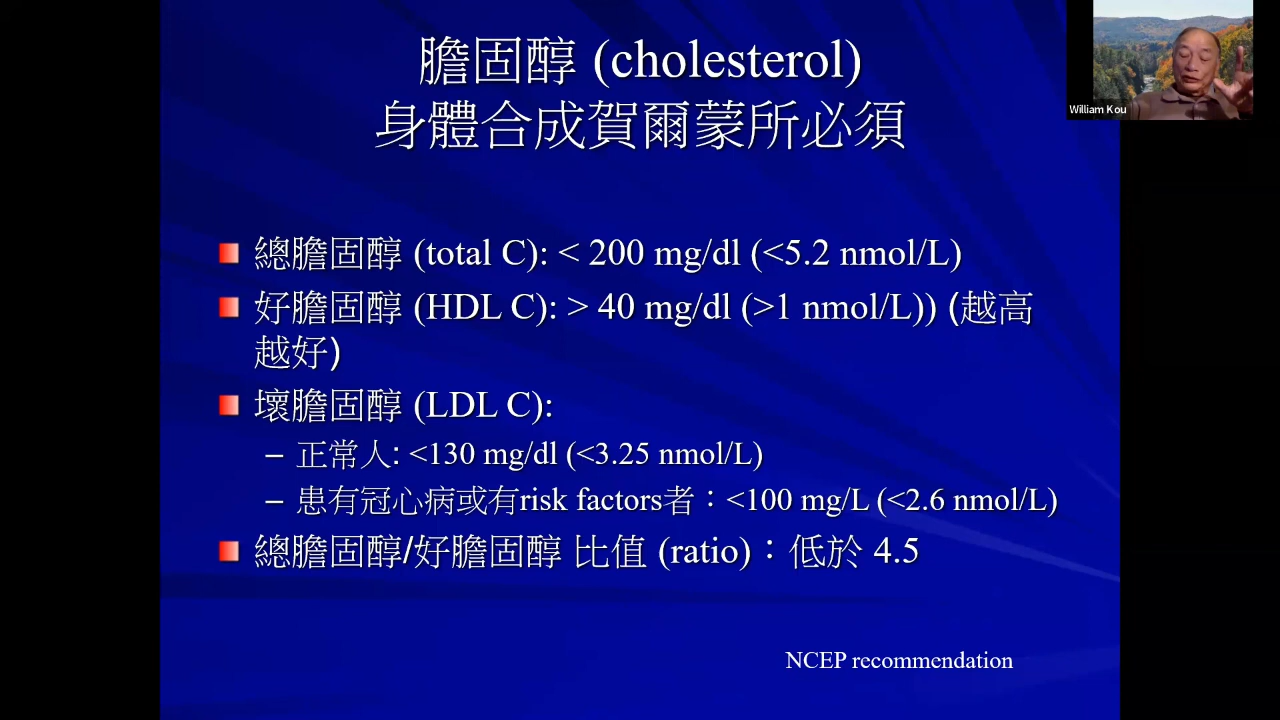 膽固醇 (cholesterol)
身體合成賀爾蒙所必須
William Kou
總膽固醇 (total C): < 200 mg/dl (<5.2 nmol/L)
好膽固醇 (HDL C): > 40 mg/dl (>1 nmol/L)) (越高
越好)
壞膽固醇 (LDL C):
– 正常人: <130 mg/dl (<3.25 nmol/L)
– 患有冠心病或有risk factors者：<100 mg/L (<2.6 nmol/L)
總膽固醇/好膽固醇 比值 (ratio)：低於 4.5
NCEP recommendation